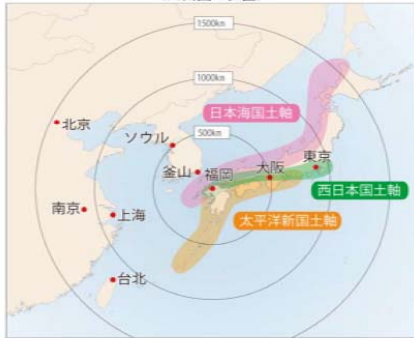 1500km
1000km
日本海国土軸
北京
ソウル
500km
釜山
福岡
大阪
東京
西日本国土軸
南京
上海
太平洋新国土軸
台北